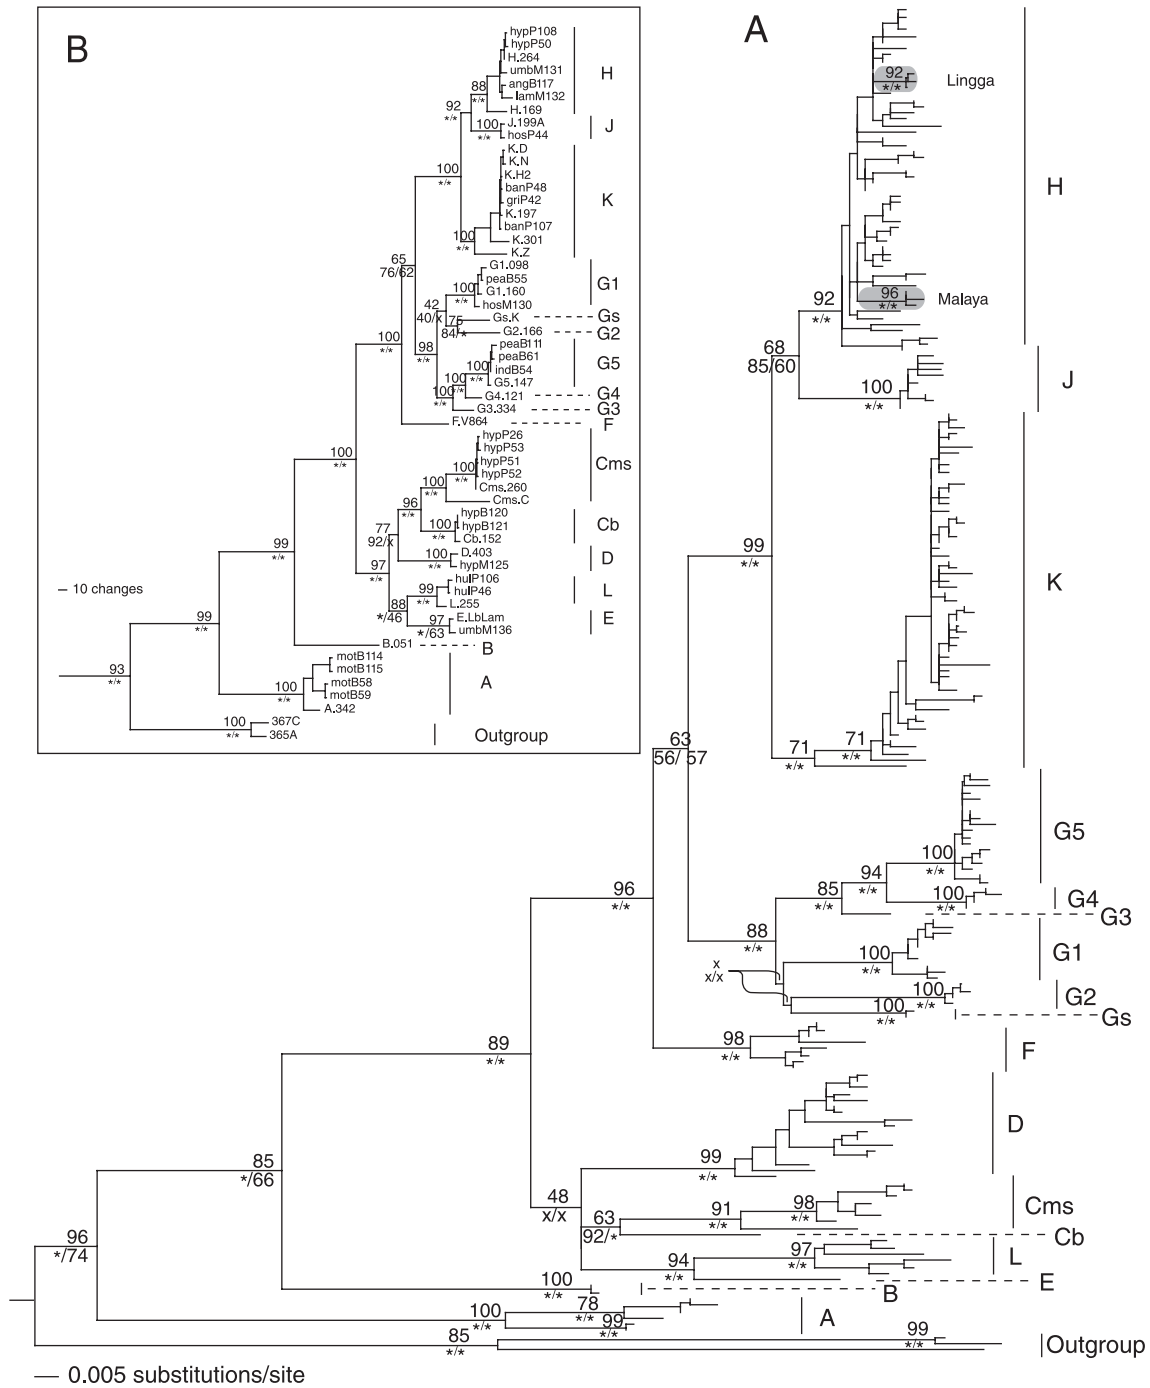 B
hypP108
hypP50
H.264
umbM131
angB117
lamM132
H.169
88
*/*
H
92
*/*
100
*/*
J.199A
hosP44
J
100
*/*
K.D
K.N
K.H2
banP48
griP42
K.197
banP107
K.301
K.Z
100
*/*
K
65
76/62
G1.098
peaB55
G1.160
hosM130
100
*/*
G1
42
40/x
75
84/*
Gs.K
Gs
G2.166
G2
100
*/*
98
*/*
peaB111
peaB61
indB54
G5.147
100
*/*
G5
100
*/*
G4.121
G4
100
*/*
G3.334
G3
F.V864
F
hypP26
hypP53
hypP51
hypP52
Cms.260
Cms.C
100
*/*
100
*/*
Cms
100
*/*
96
*/*
hypB120
hypB121
Cb.152
100
*/*
Cb
77
92/x
D.403
hypM125
100
*/*
D
99
*/*
97
*/*
hulP106
hulP46
L.255
99
*/*
L
88
*/46
E.LbLam
umbM136
97
*/63
E
10 changes
99
*/*
B.051
B
93
*/*
motB114
motB115
motB58
motB59
A.342
100
*/*
A
100
*/*
367C
365A
Outgroup
A
92
*/*
Lingga
H
96
*/*
Malaya
92
*/*
68
85/60
100
*/*
J
K
99
*/*
71
*/*
71
*/*
63
56/ 57
G5
100
*/*
94
*/*
85
*/*
100
*/*
G4
G3
96
*/*
88
*/*
x
x/x
100
*/*
G1
100
*/*
G2
100
*/*
Gs
98
*/*
F
89
*/*
D
99
*/*
85
*/66
48
x/x
91
*/*
98
*/*
Cms
63
92/*
Cb
97
*/*
94
*/*
L
E
96
*/74
100
*/*
B
100
*/*
78
*/*
99
*/*
A
85
*/*
99
*/*
Outgroup
0.005 substitutions/site